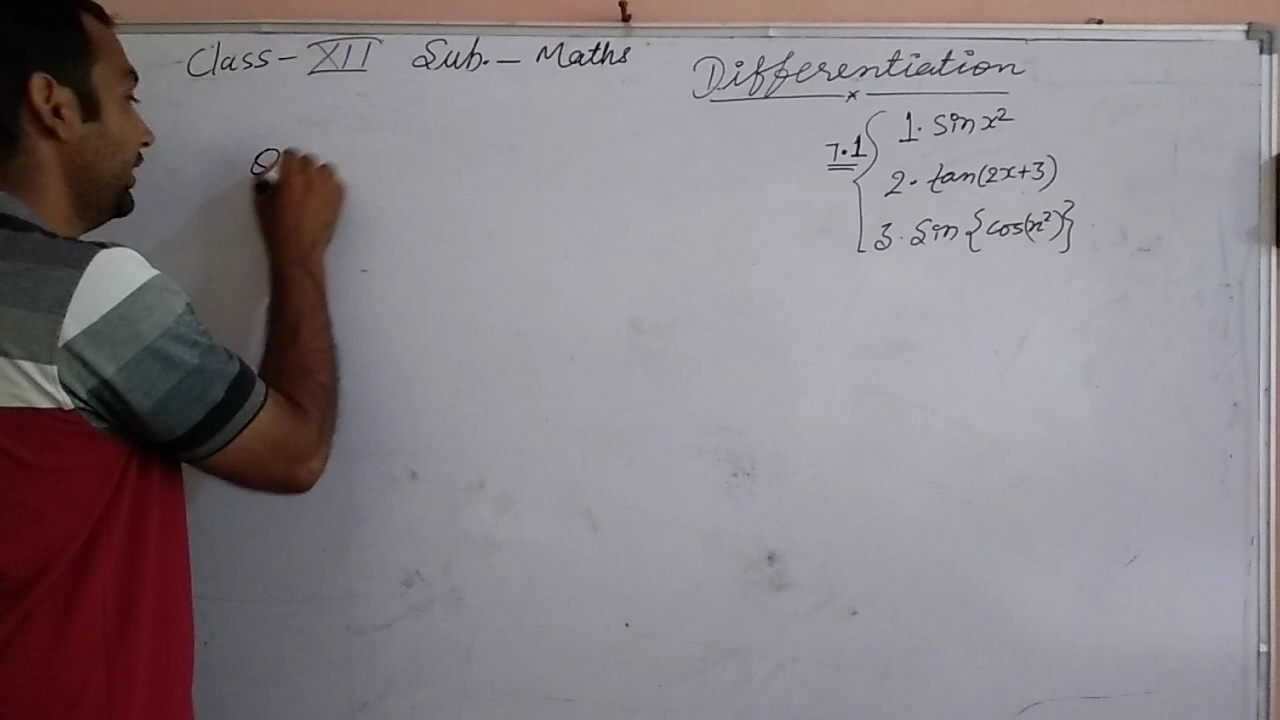 Class - XII Sub. - Maths
Differentiation
7.1
1. Sin x²
2. tan(2x+3)
3. Sin {cos(x²)}
Q